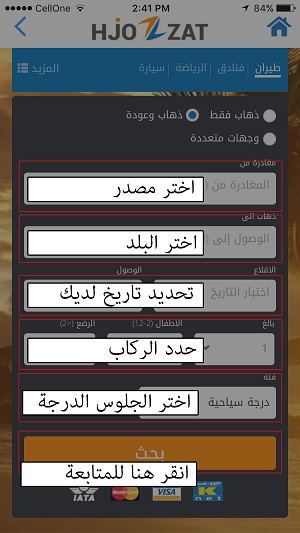 CellOne 2:41 PM 84%
HJOZZAT
طيران فنادق الرياضة سيارة المزيد
ذهاب فقط ذهاب وعودة
وجهات متعددة
مغادرة من
المغادرة من (
اختر مصدر
ذهاب الى
الوصول إلى (
اختر البلد
الاقلاع الوصول
اختيار التاريخ
تحديد تاريخ لديك
بالغ الأطفال (2-12) الرضع (<2)
1
حدد الركاب
فئة
درجة سياحية
اختر الجلوس الدرجة
بحث
انقر هنا للمتابعة
IATA MasterCard VISA Knet